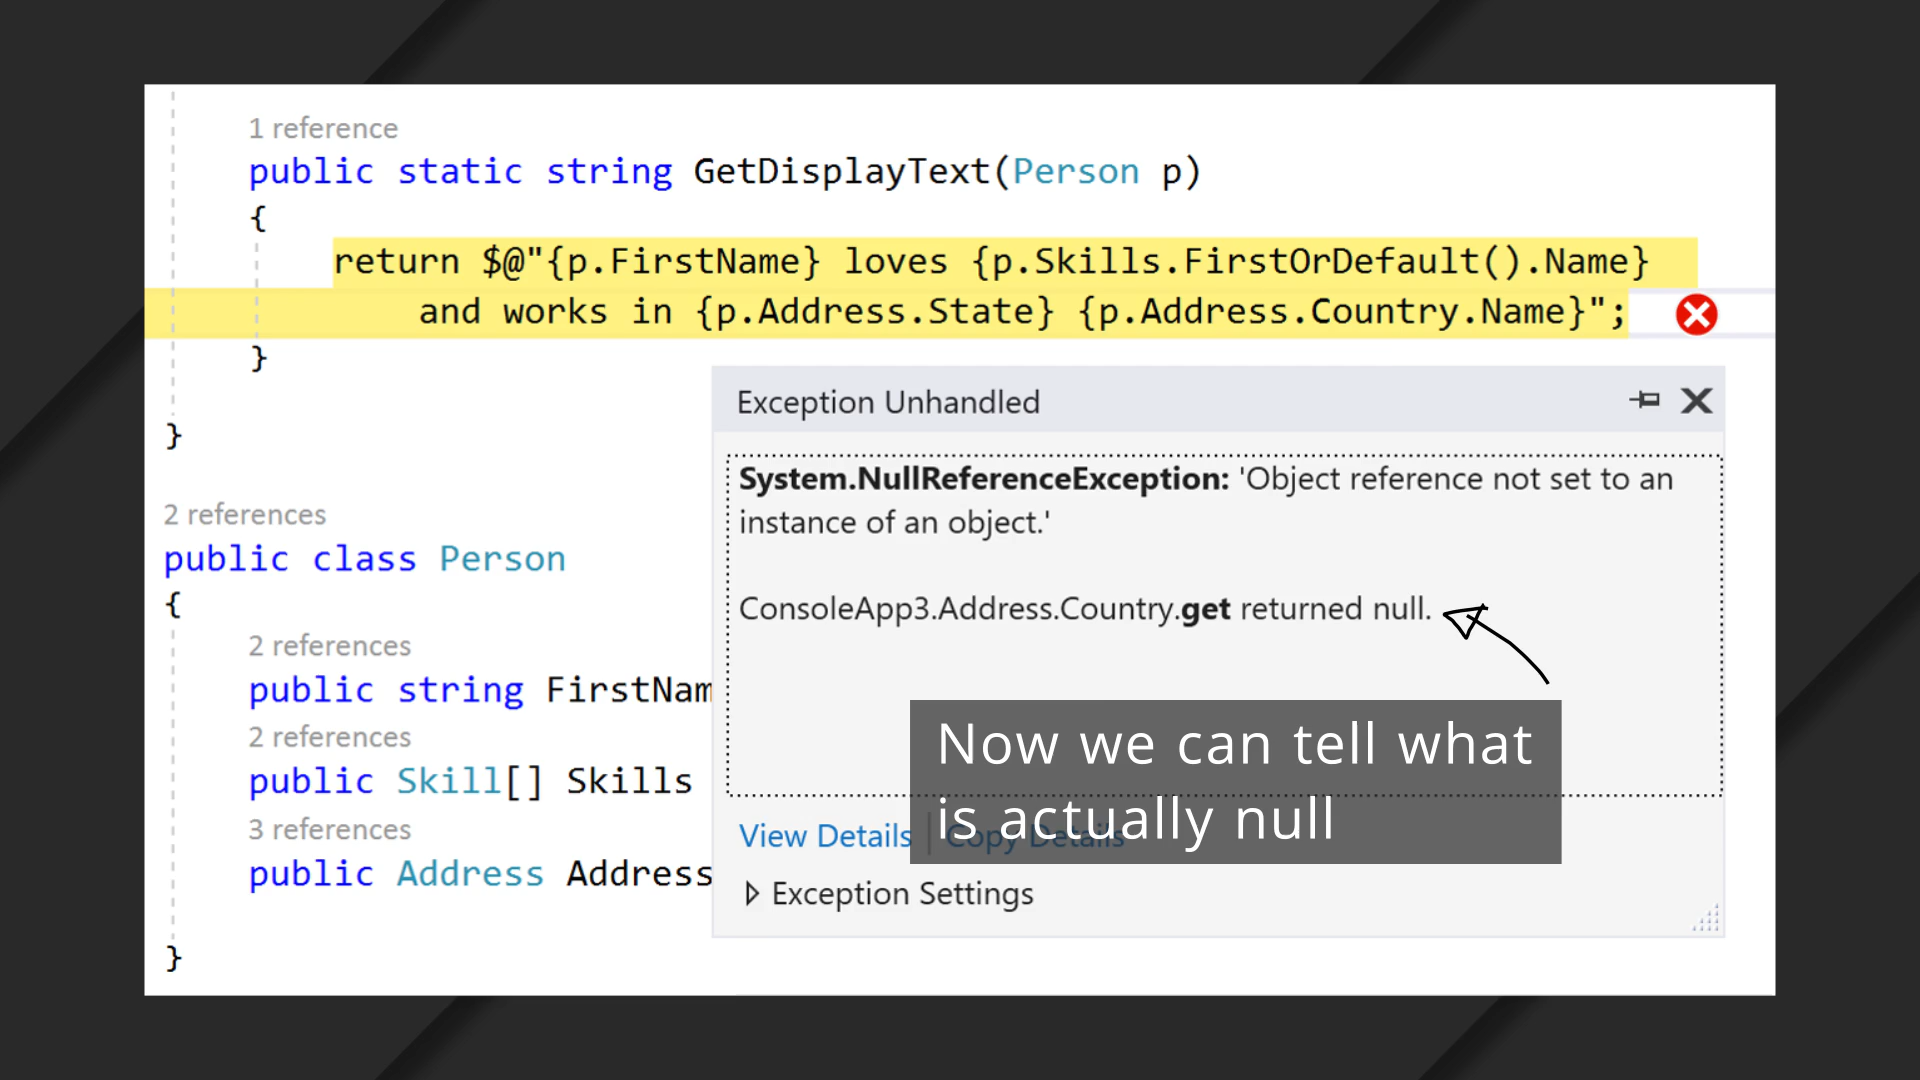 1 reference
public static string GetDisplayText(Person p)
{
return $@"{p.FirstName} loves {p.Skills.FirstOrDefault().Name}
and works in {p.Address.State} {p.Address.Country.Name}";
}
}
2 references
public class Person
{
2 references
public string FirstNam
2 references
public Skill[] Skills
3 references
public Address Address
}
Exception Unhandled
System.NullReferenceException: 'Object reference not set to an
instance of an object.'
ConsoleApp3.Address.Country.get returned null.
Now we can tell what
is actually null
View Details | Copy Details
Exception Settings